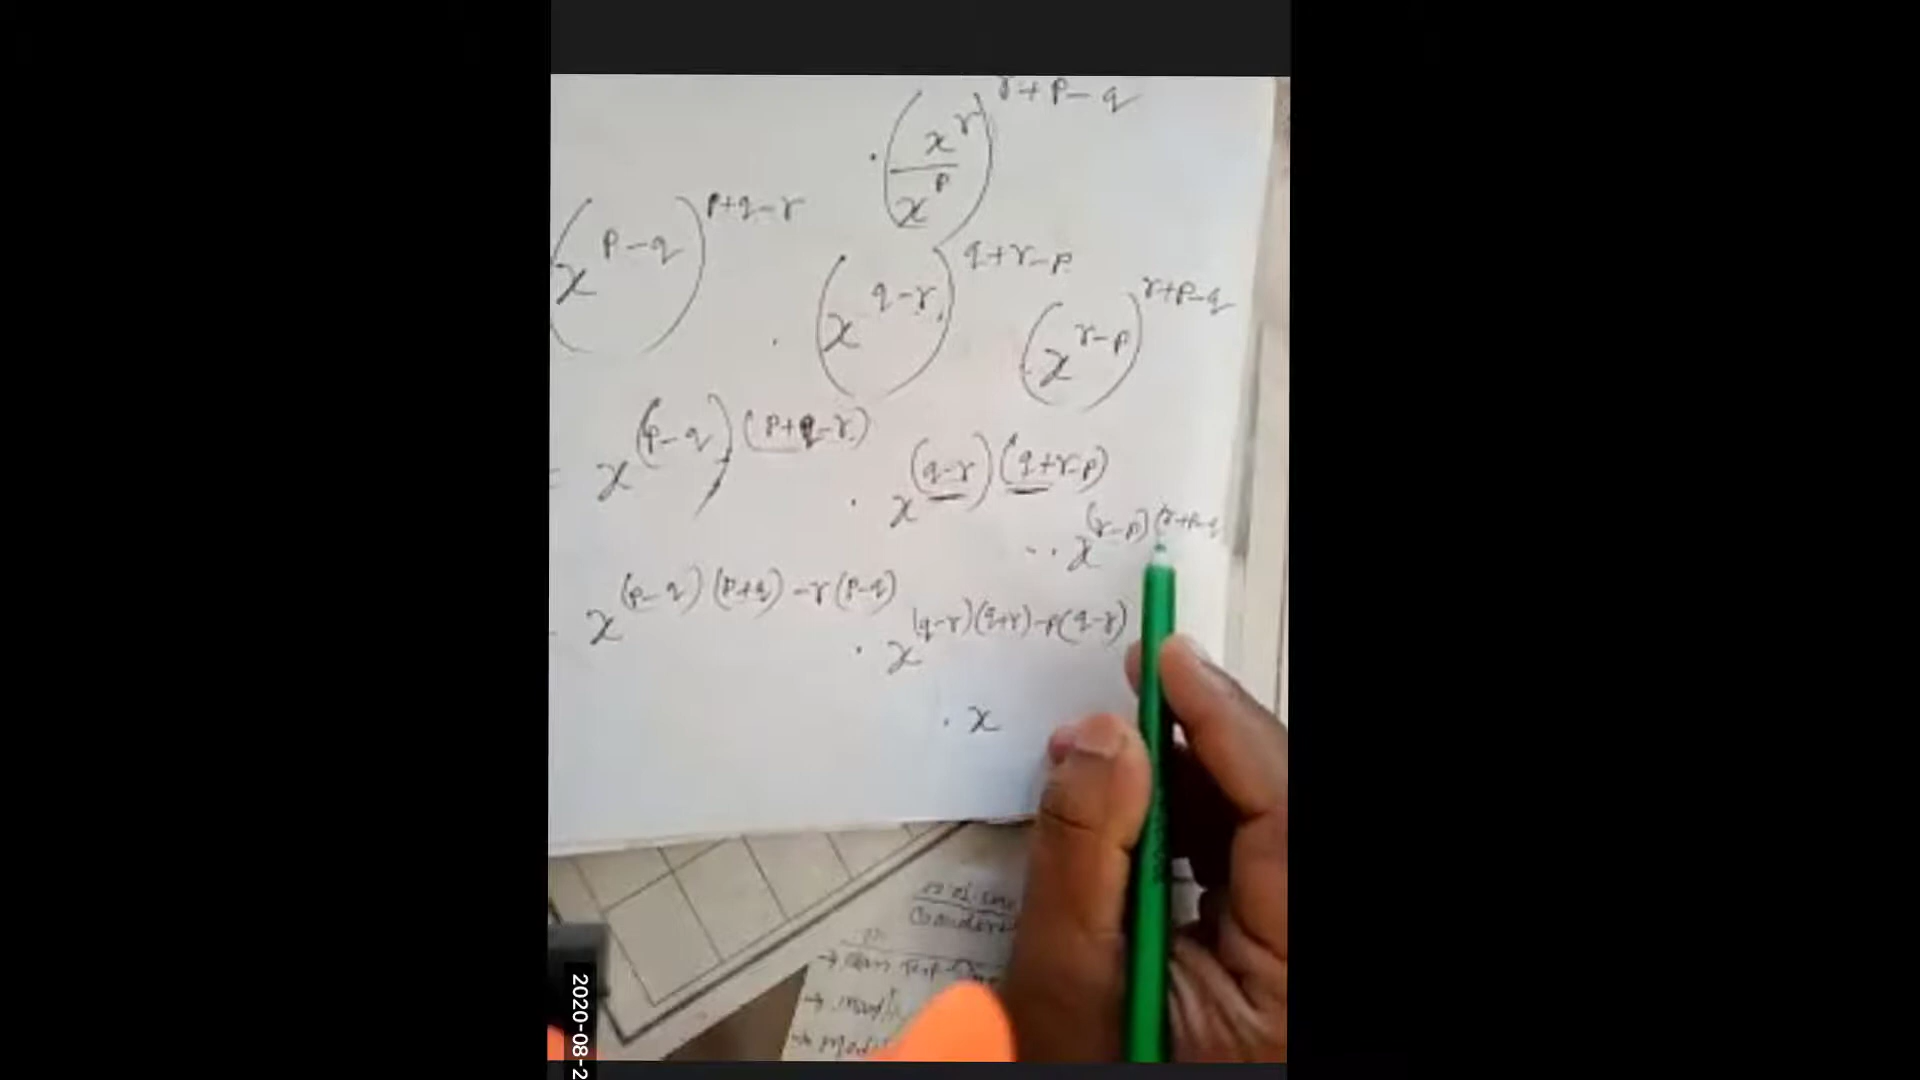 · (x^r / x^p)^{r+p-q}
(x^{p-q})^{p+q-r} · (x^{q-r})^{q+r-p} (x^{r-p})^{r+p-q}
= x^{(p-q)(p+q-r)} · x^{(q-r)(q+r-p)}
·· x^{(r-p)(r+p-q
x^{(p-q)(p+q)-r(p-q)} · x^{(q-r)(q+r)-p(q-r)}
· x
2020-08-2